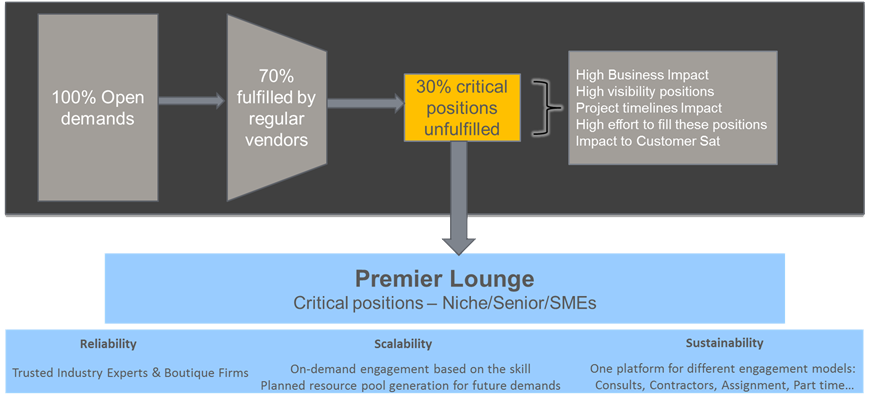 100% Open
demands
70%
fulfilled by
regular
vendors
30% critical
positions
unfulfilled
High Business Impact
High visibility positions
Project timelines Impact
High effort to fill these positions
Impact to Customer Sat
Premier Lounge
Critical positions – Niche/Senior/SMEs
Reliability
Trusted Industry Experts & Boutique Firms
Scalability
On-demand engagement based on the skill
Planned resource pool generation for future demands
Sustainability
One platform for different engagement models:
Consults, Contractors, Assignment, Part time…